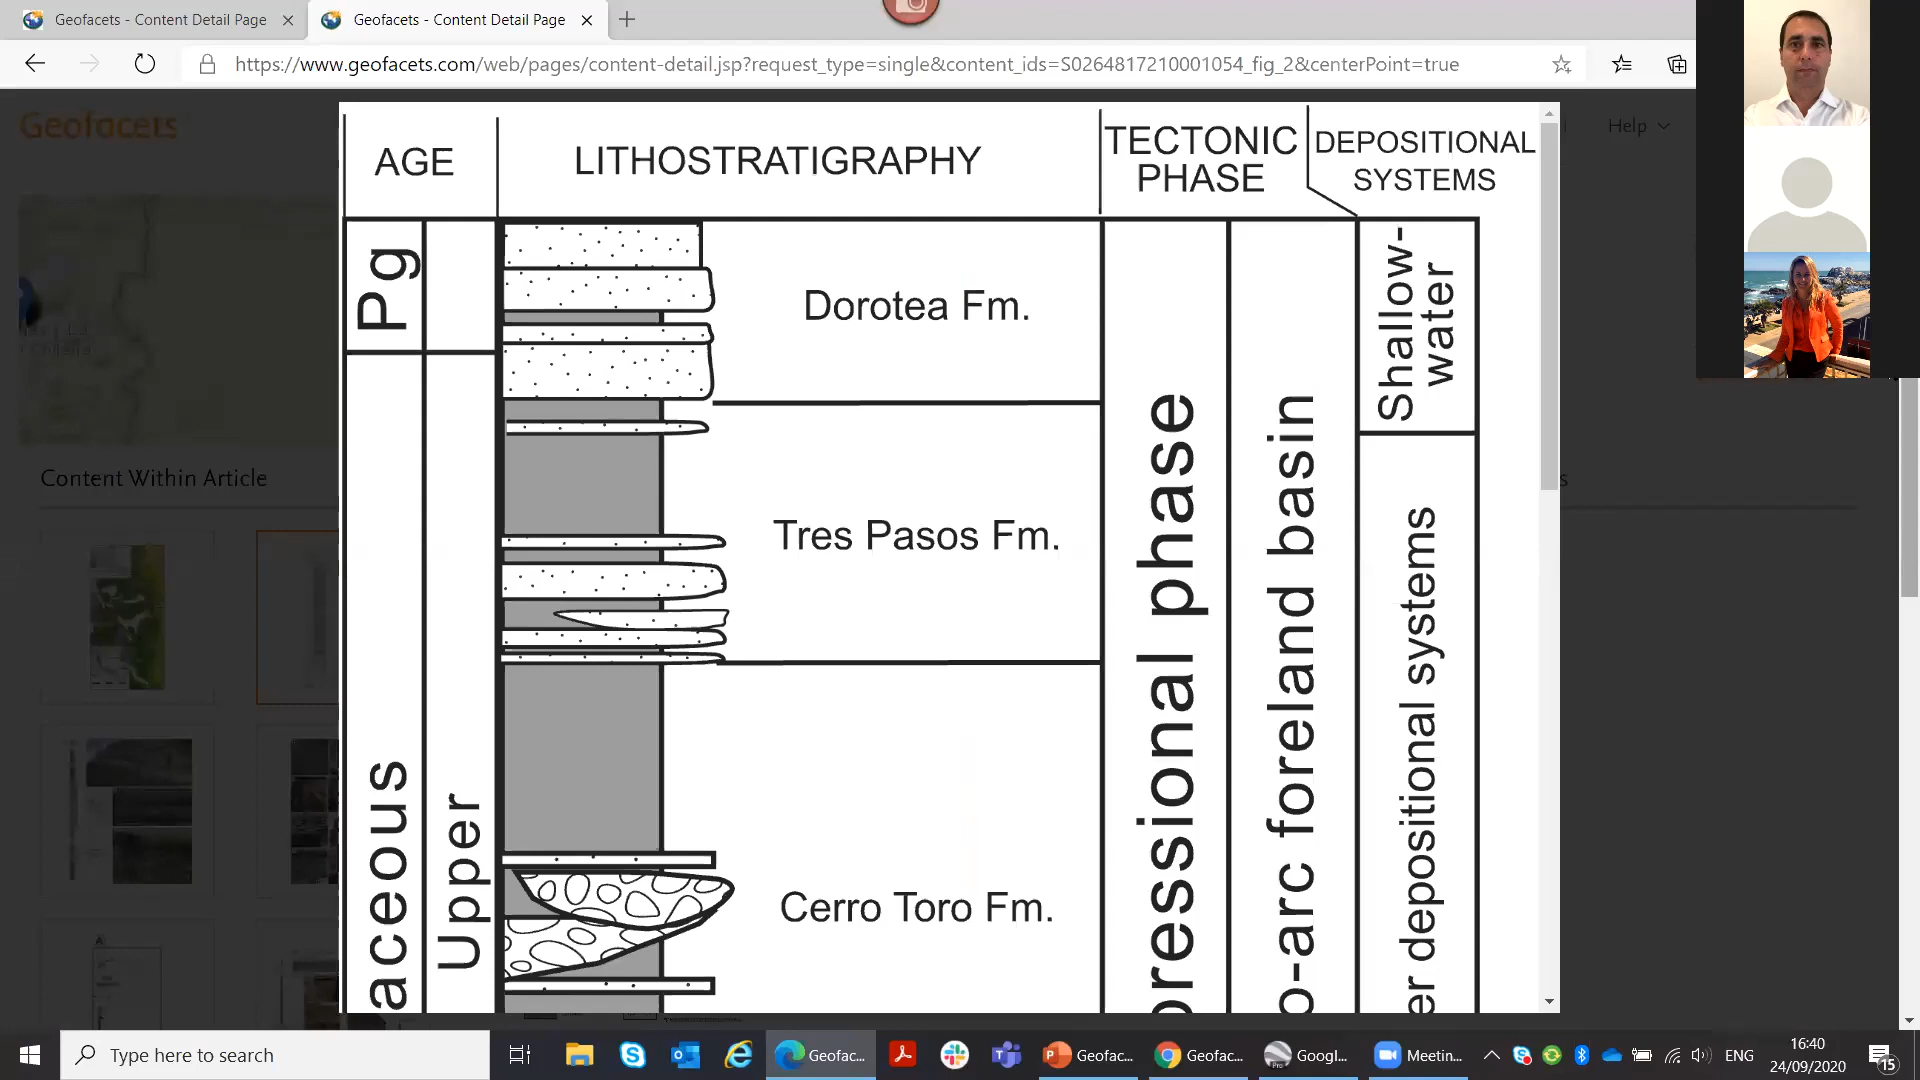 Geofacets - Content Detail Page
Geofacets - Content Detail Page
https://www.geofacets.com/web/pages/content-detail.jsp?request_type=single&content_ids=S0264817210001054_fig_2&centerPoint=true
Geofacets
Help
AGE
LITHOSTRATIGRAPHY
TECTONIC
PHASE
DEPOSITIONAL
SYSTEMS
Pg
Dorotea Fm.
Shallow-
water
Content Within Article
Tres Pasos Fm.
Cerro Toro Fm.
aceous
Upper
pressional phase
o-arc foreland basin
er depositional systems
Type here to search
Geofac...
Geofac...
Geofac...
Googl...
Meetin...
ENG
16:40
24/09/2020
15